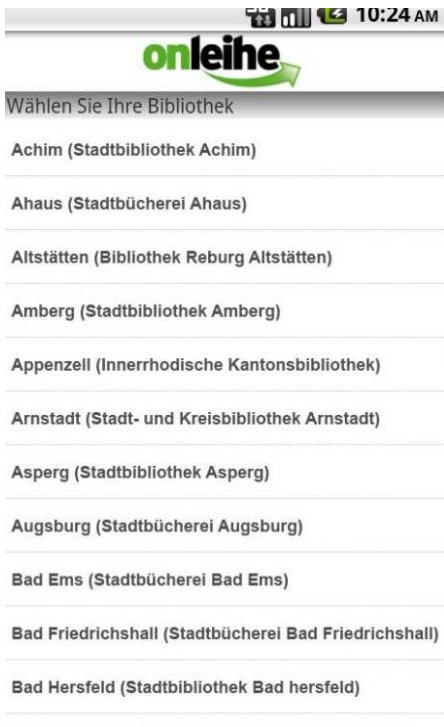 10:24 AM
onleihe
Wählen Sie Ihre Bibliothek
Achim (Stadtbibliothek Achim)
Ahaus (Stadtbücherei Ahaus)
Altstätten (Bibliothek Reburg Altstätten)
Amberg (Stadtbibliothek Amberg)
Appenzell (Innerrhodische Kantonsbibliothek)
Arnstadt (Stadt- und Kreisbibliothek Arnstadt)
Asperg (Stadtbibliothek Asperg)
Augsburg (Stadtbücherei Augsburg)
Bad Ems (Stadtbücherei Bad Ems)
Bad Friedrichshall (Stadtbücherei Bad Friedrichshall)
Bad Hersfeld (Stadtbibliothek Bad hersfeld)